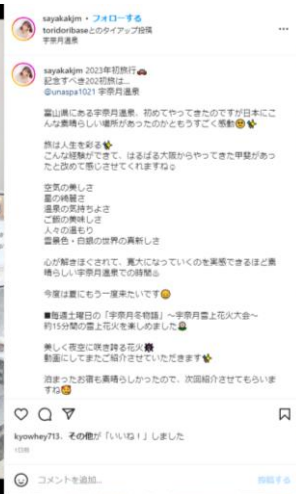 sayakakjm • フォローする
toridoribaseとのタイアップ投稿
宇奈月温泉
sayakakjm 2023年初旅行🚗
記念すべき202初旅は...
@unaspa1021 宇奈月温泉
富山県にある宇奈月温泉、初めてやってきたのですが日本にこ
んな素晴らしい場所があったのかともうすごく感動
旅は人生を彩る
こんな経験ができて、はるばる大阪からやってきた甲斐があっ
たと改めて感じさせてくれますね☺
空気の美しさ
星の綺麗さ
温泉の気持ちよさ
ご飯の美味しさ
人々の温もり
雪景色・白銀の世界の真新しさ
心が解きほぐされて、寛大になっていくのを実感できるほど素
晴らしい宇奈月温泉での時間♨
今度は夏にもう一度来たいです
■毎週土曜日の「宇奈月冬物語」〜宇奈月雪上花火大会〜
約15分間の雪上花火を楽しめました
美しく夜空に咲き誇る花火
動画にしてまたご紹介させていただきます
泊まったお宿も素晴らしかったので、次回紹介させてもらいま
すね
kyowhey713、その他が「いいね！」しました
1日前
コメントを追加... 投稿する